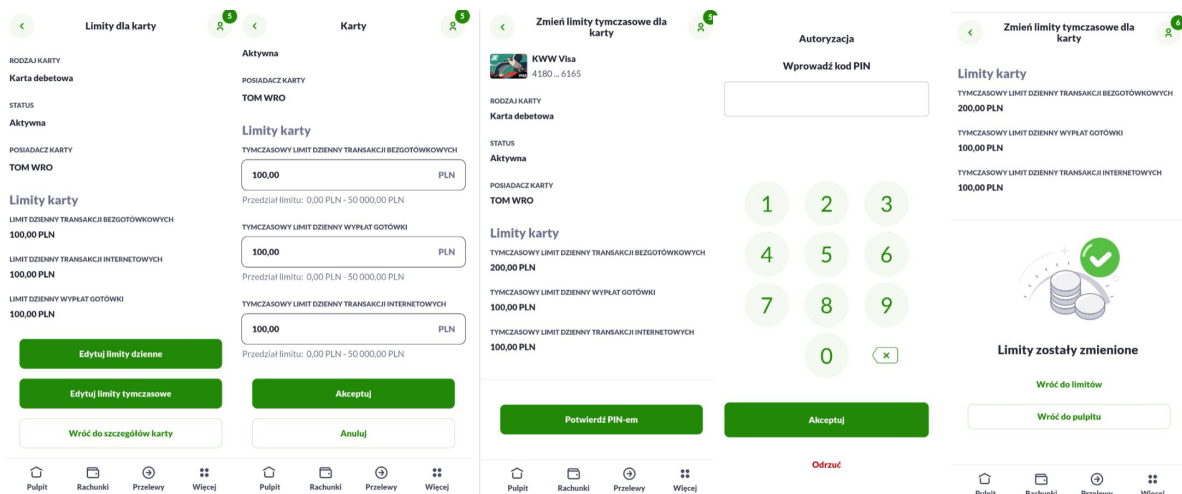 Limity dla karty
5
RODZAJ KARTY
Karta debetowa
STATUS
Aktywna
POSIADACZ KARTY
TOM WRO
Limity karty
LIMIT DZIENNY TRANSAKCJI BEZGOTÓWKOWYCH
100,00 PLN
LIMIT DZIENNY TRANSAKCJI INTERNETOWYCH
100,00 PLN
LIMIT DZIENNY WYPŁAT GOTÓWKI
100,00 PLN
Edytuj limity dzienne
Edytuj limity tymczasowe
Wróć do szczegółów karty
Pulpit Rachunki Przelewy Więcej
Karty
5
Aktywna
POSIADACZ KARTY
TOM WRO
Limity karty
TYMCZASOWY LIMIT DZIENNY TRANSAKCJI BEZGOTÓWKOWYCH
100,00 PLN
Przedział limitu: 0,00 PLN - 50 000,00 PLN
TYMCZASOWY LIMIT DZIENNY WYPŁAT GOTÓWKI
100,00 PLN
Przedział limitu: 0,00 PLN - 50 000,00 PLN
TYMCZASOWY LIMIT DZIENNY TRANSAKCJI INTERNETOWYCH
100,00 PLN
Przedział limitu: 0,00 PLN - 50 000,00 PLN
Akceptuj
Anuluj
Pulpit Rachunki Przelewy Więcej
Zmień limity tymczasowe dla
karty
5
KWW Visa
4180 ... 6165
VISA
RODZAJ KARTY
Karta debetowa
STATUS
Aktywna
POSIADACZ KARTY
TOM WRO
Limity karty
TYMCZASOWY LIMIT DZIENNY TRANSAKCJI BEZGOTÓWKOWYCH
200,00 PLN
TYMCZASOWY LIMIT DZIENNY WYPŁAT GOTÓWKI
100,00 PLN
TYMCZASOWY LIMIT DZIENNY TRANSAKCJI INTERNETOWYCH
100,00 PLN
Potwierdź PIN-em
Pulpit Rachunki Przelewy Więcej
Autoryzacja
Wprowadź kod PIN
1 2 3
4 5 6
7 8 9
0
Akceptuj
Odrzuć
Zmień limity tymczasowe dla
karty
6
Limity karty
TYMCZASOWY LIMIT DZIENNY TRANSAKCJI BEZGOTÓWKOWYCH
200,00 PLN
TYMCZASOWY LIMIT DZIENNY WYPŁAT GOTÓWKI
100,00 PLN
TYMCZASOWY LIMIT DZIENNY TRANSAKCJI INTERNETOWYCH
100,00 PLN
Limity zostały zmienione
Wróć do limitów
Wróć do pulpitu
Pulpit Rachunki Przelewy Więcej